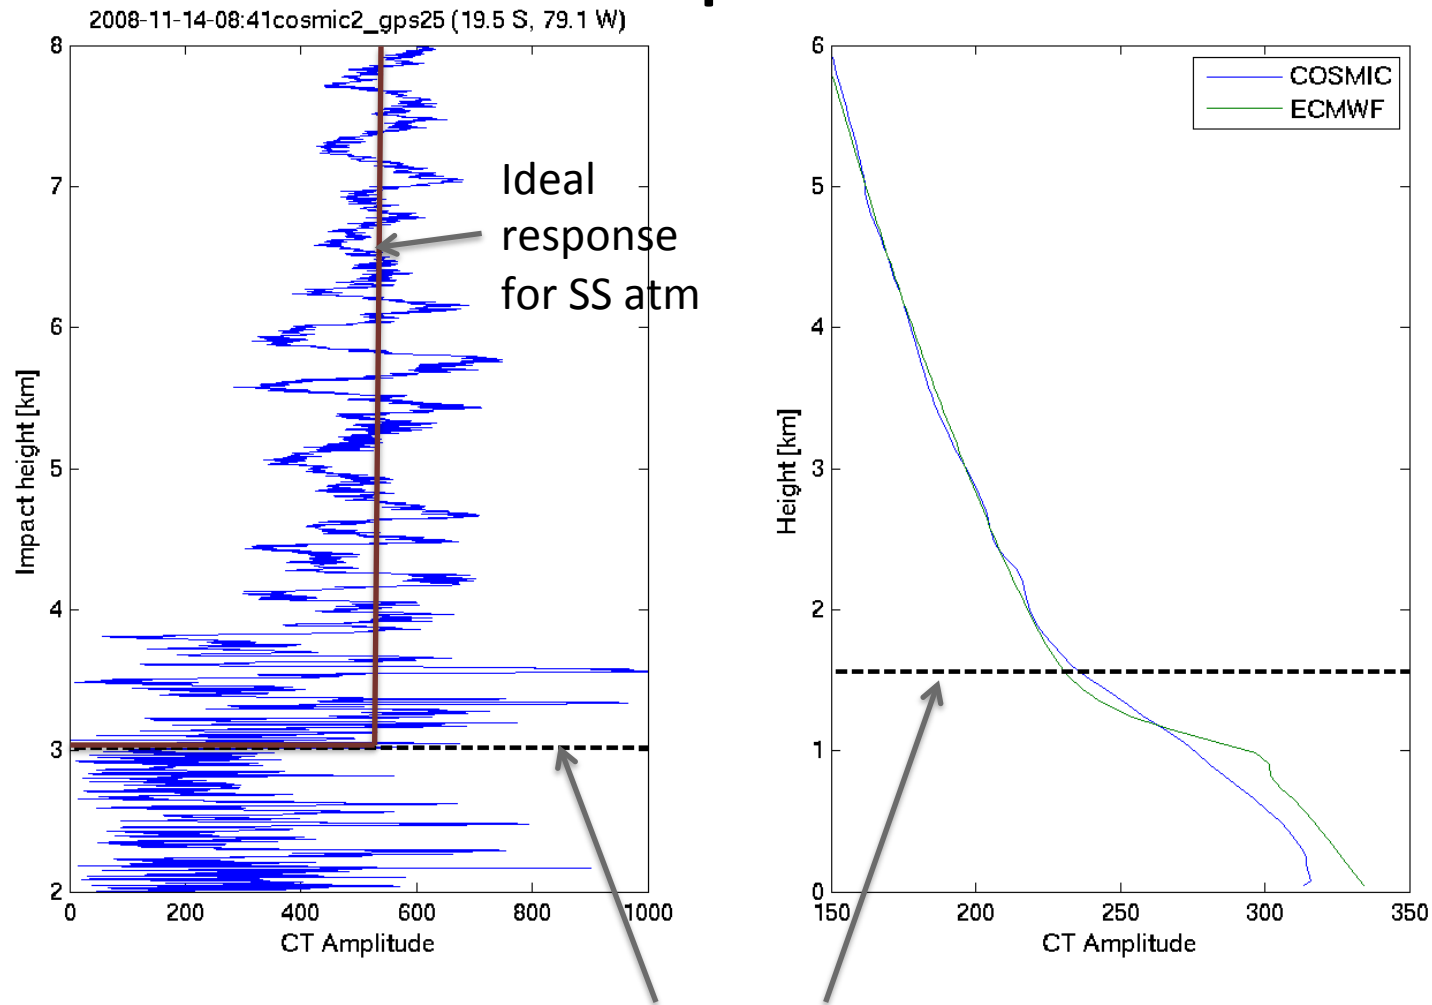 2008-11-14-08:41cosmic2_gps25 (19.5 S, 79.1 W)
8
7
6
5
4
3
2
Impact height [km]
0
200
400
600
800
1000
CT Amplitude
Ideal
response
for SS atm
6
5
4
3
2
1
0
Height [km]
150
200
250
300
350
CT Amplitude
COSMIC
ECMWF